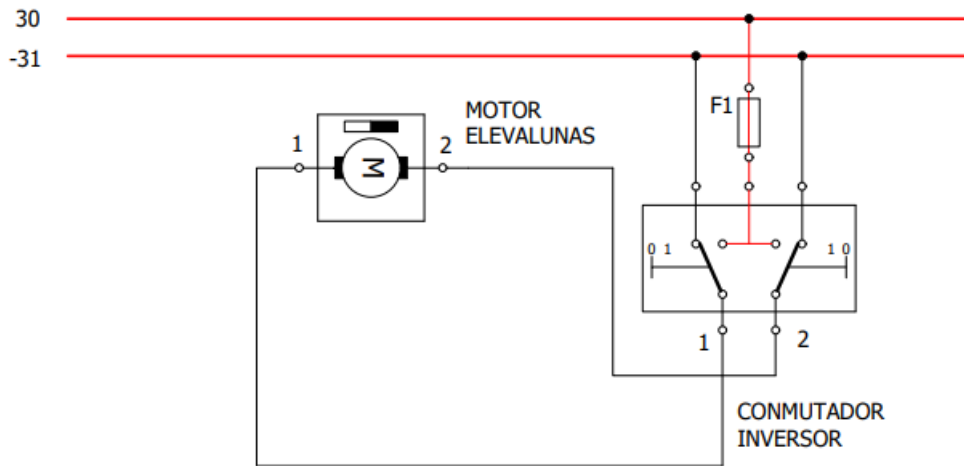 30
-31
MOTOR
ELEVALUNAS
F1
1
2
M
0 1
1 0
1
2
CONMUTADOR
INVERSOR